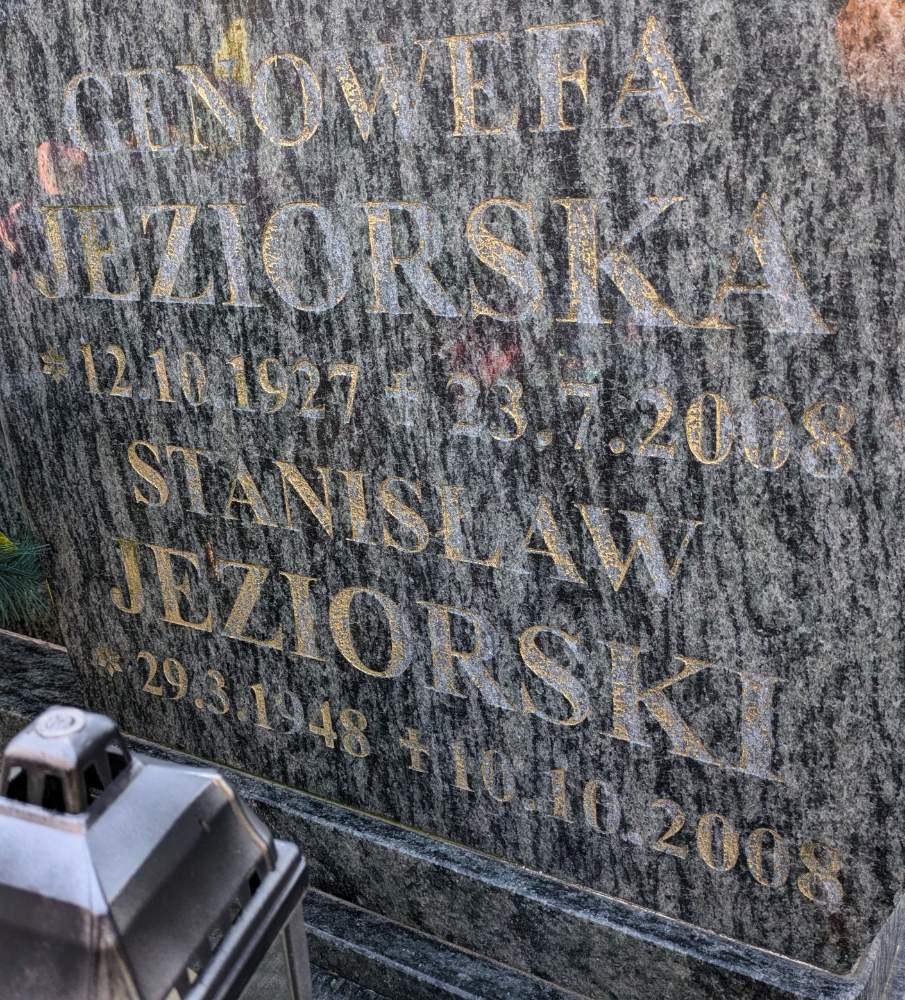 GENOWEFA
JEZIORSKA
* 12.10 1927 ✝ 23.7.2008
STANISŁAW
JEZIORSKI
* 29.3.1948 ✝ 10.10.2008